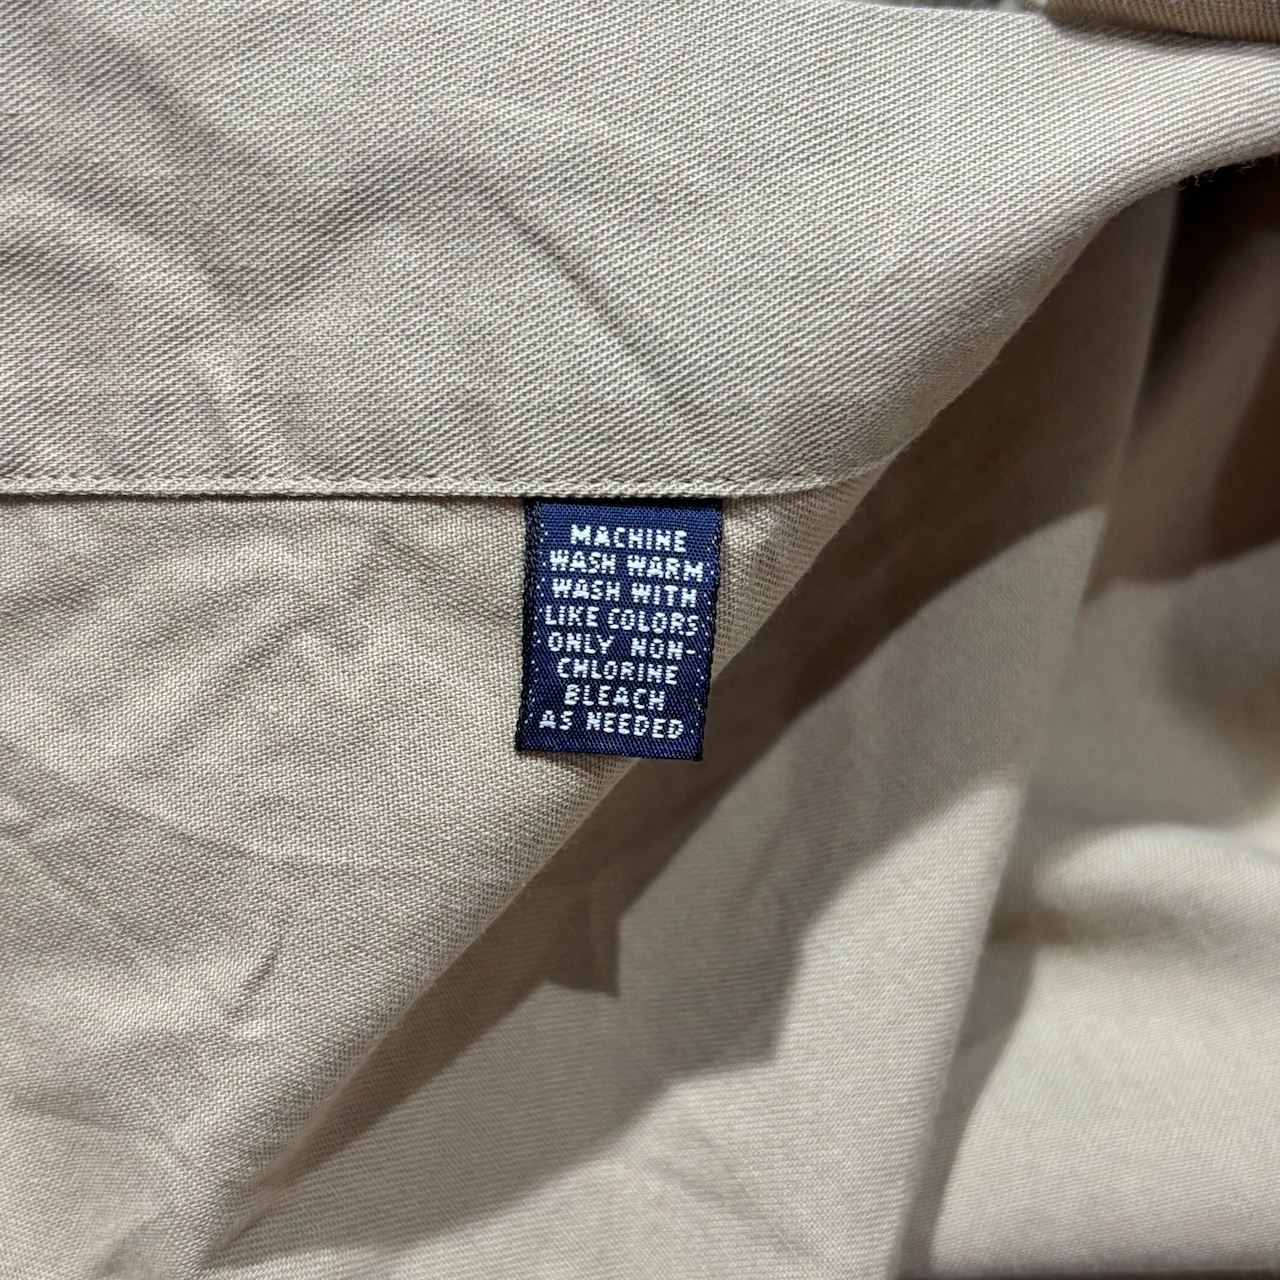 MACHINE
WASH WARM
WASH WITH
LIKE COLORS
ONLY NON-
CHLORINE
BLEACH
AS NEEDED